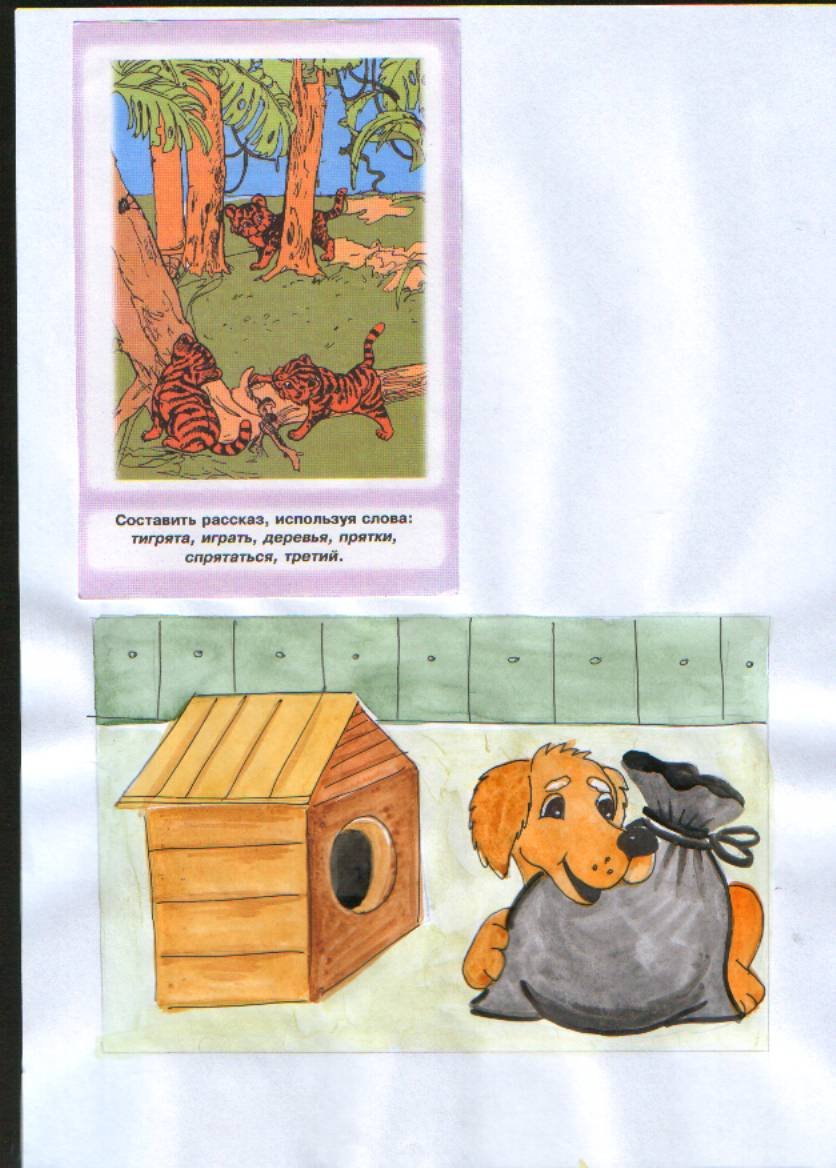 Составить рассказ, используя слова:
тигрята, играть, деревья, прятки,
спрятаться, третий.